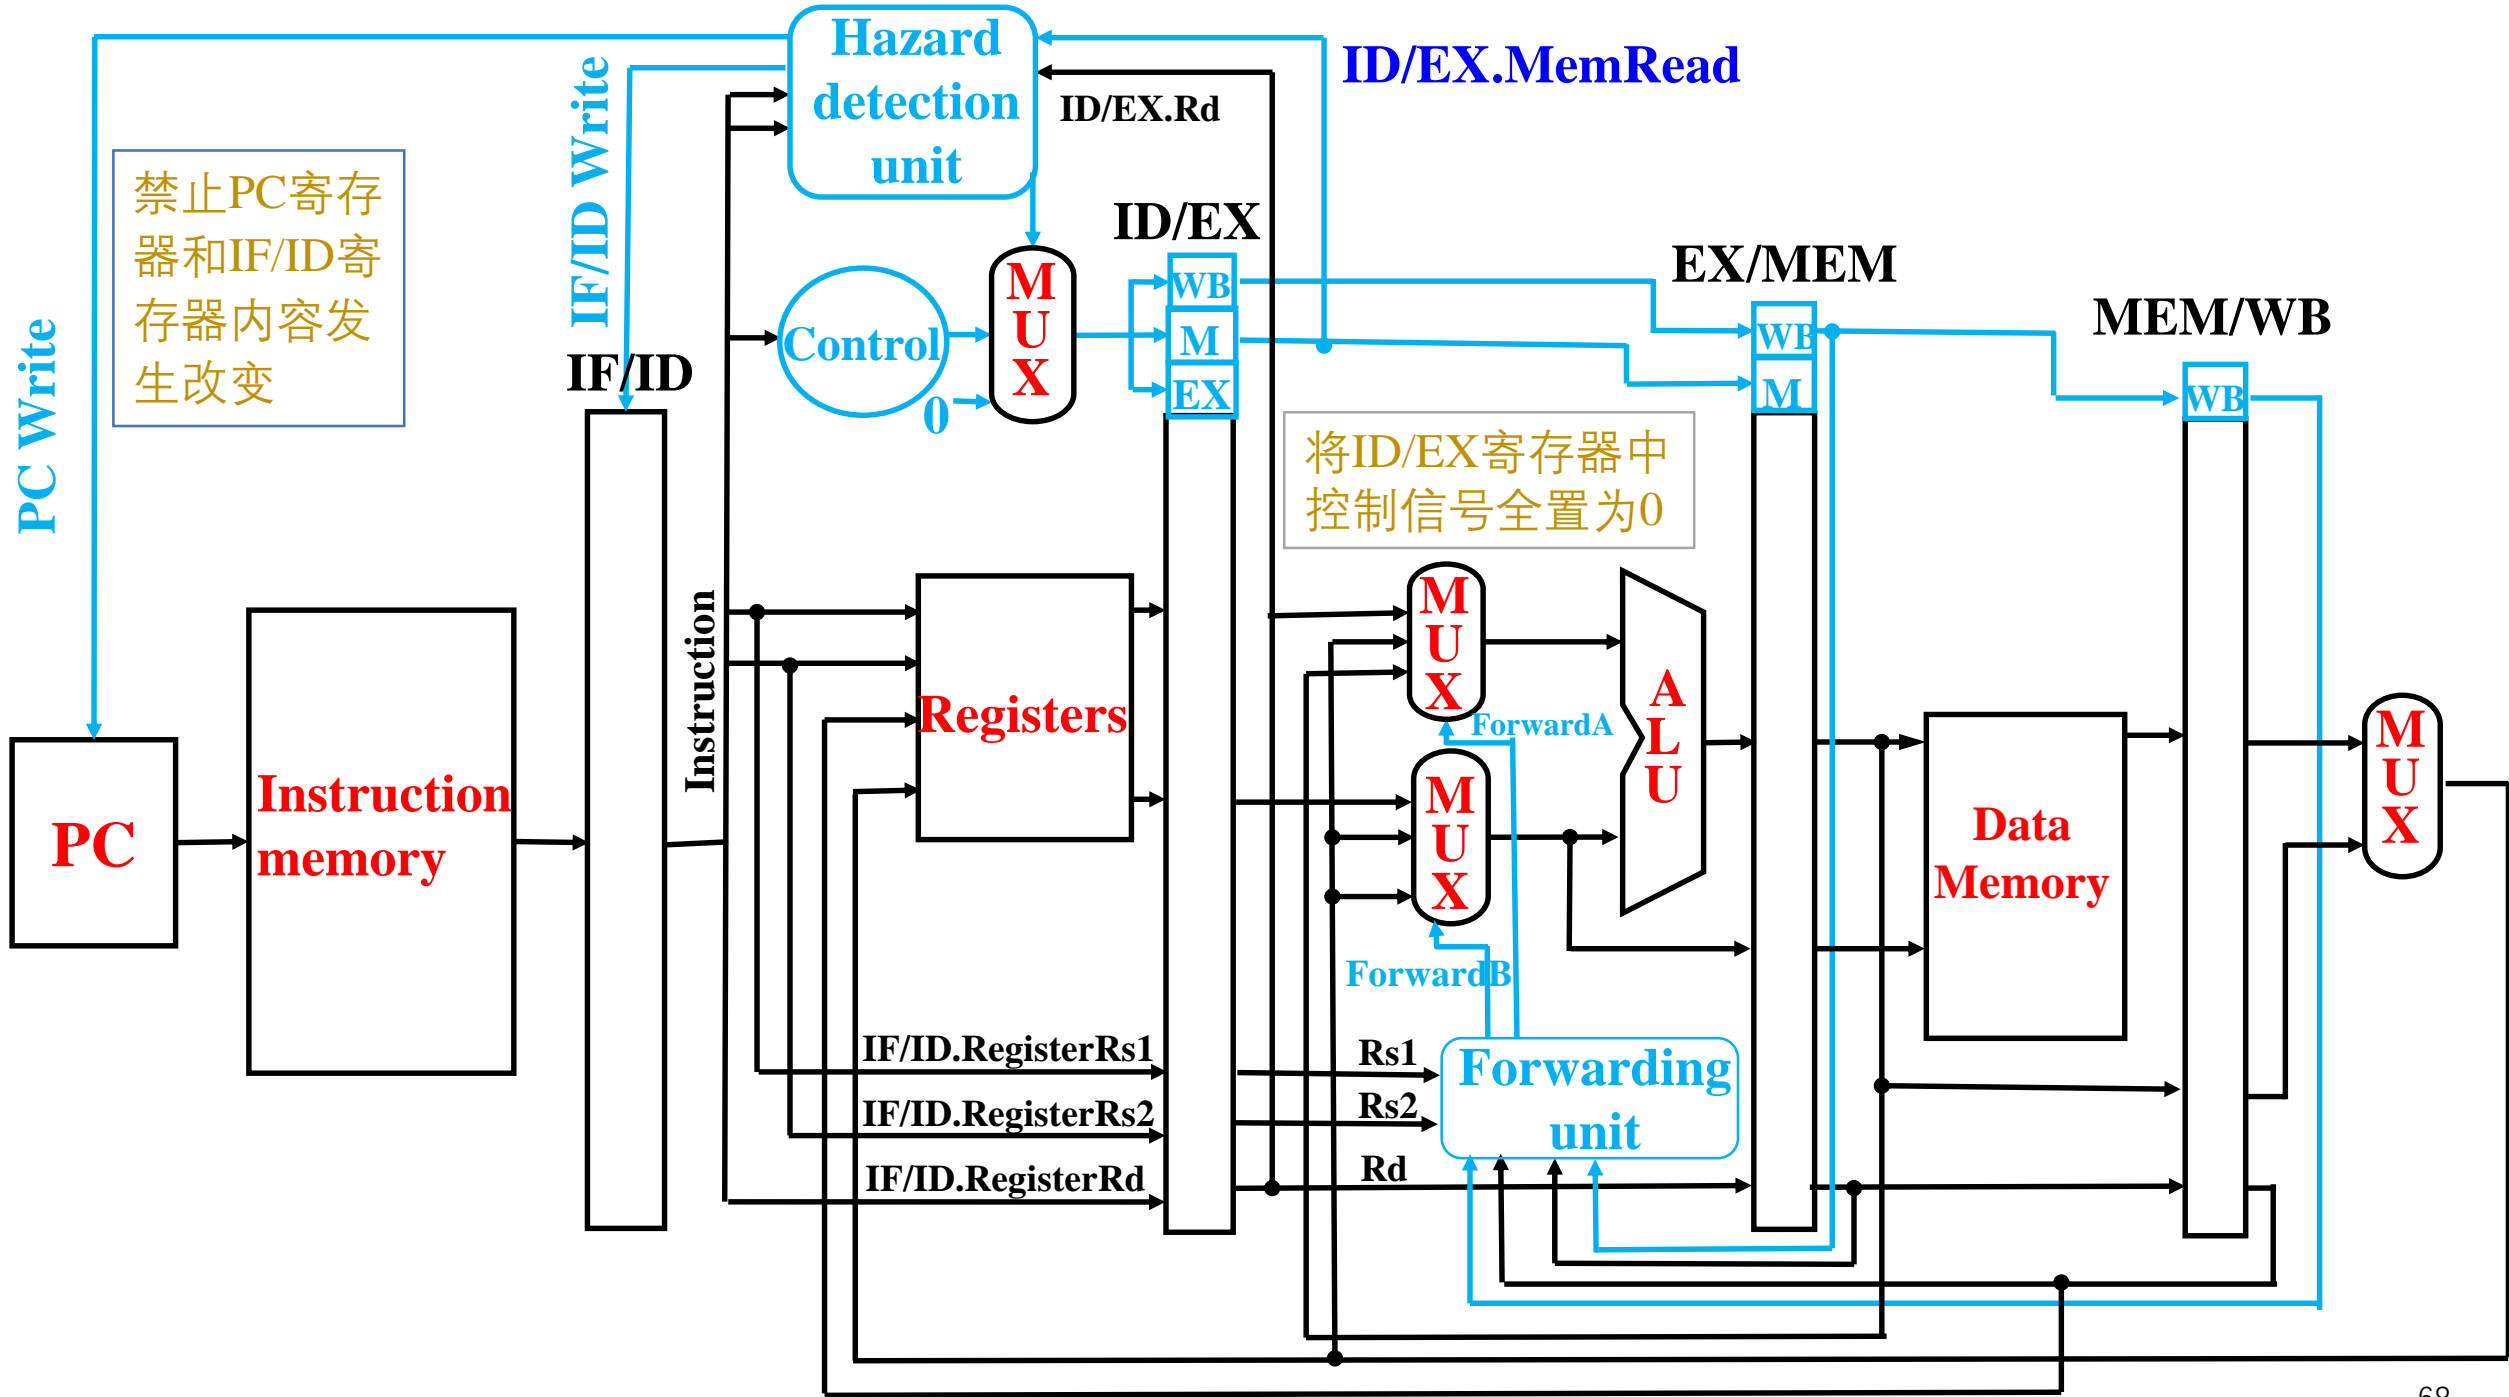 Hazard
detection
unit
ID/EX.MemRead
ID/EX.Rd
IF/ID Write
PC Write
禁止PC寄存
器和IF/ID寄
存器内容发
生改变
ID/EX
EX/MEM
MEM/WB
IF/ID
Control
0
M
U
X
WB
M
EX
WB
M
WB
将ID/EX寄存器中
控制信号全置为0
Instruction
Registers
M
U
X
ForwardA
M
U
X
ForwardB
A
L
U
PC
Instruction
memory
Data
Memory
M
U
X
IF/ID.RegisterRs1
IF/ID.RegisterRs2
IF/ID.RegisterRd
Rs1
Rs2
Rd
Forwarding
unit
68